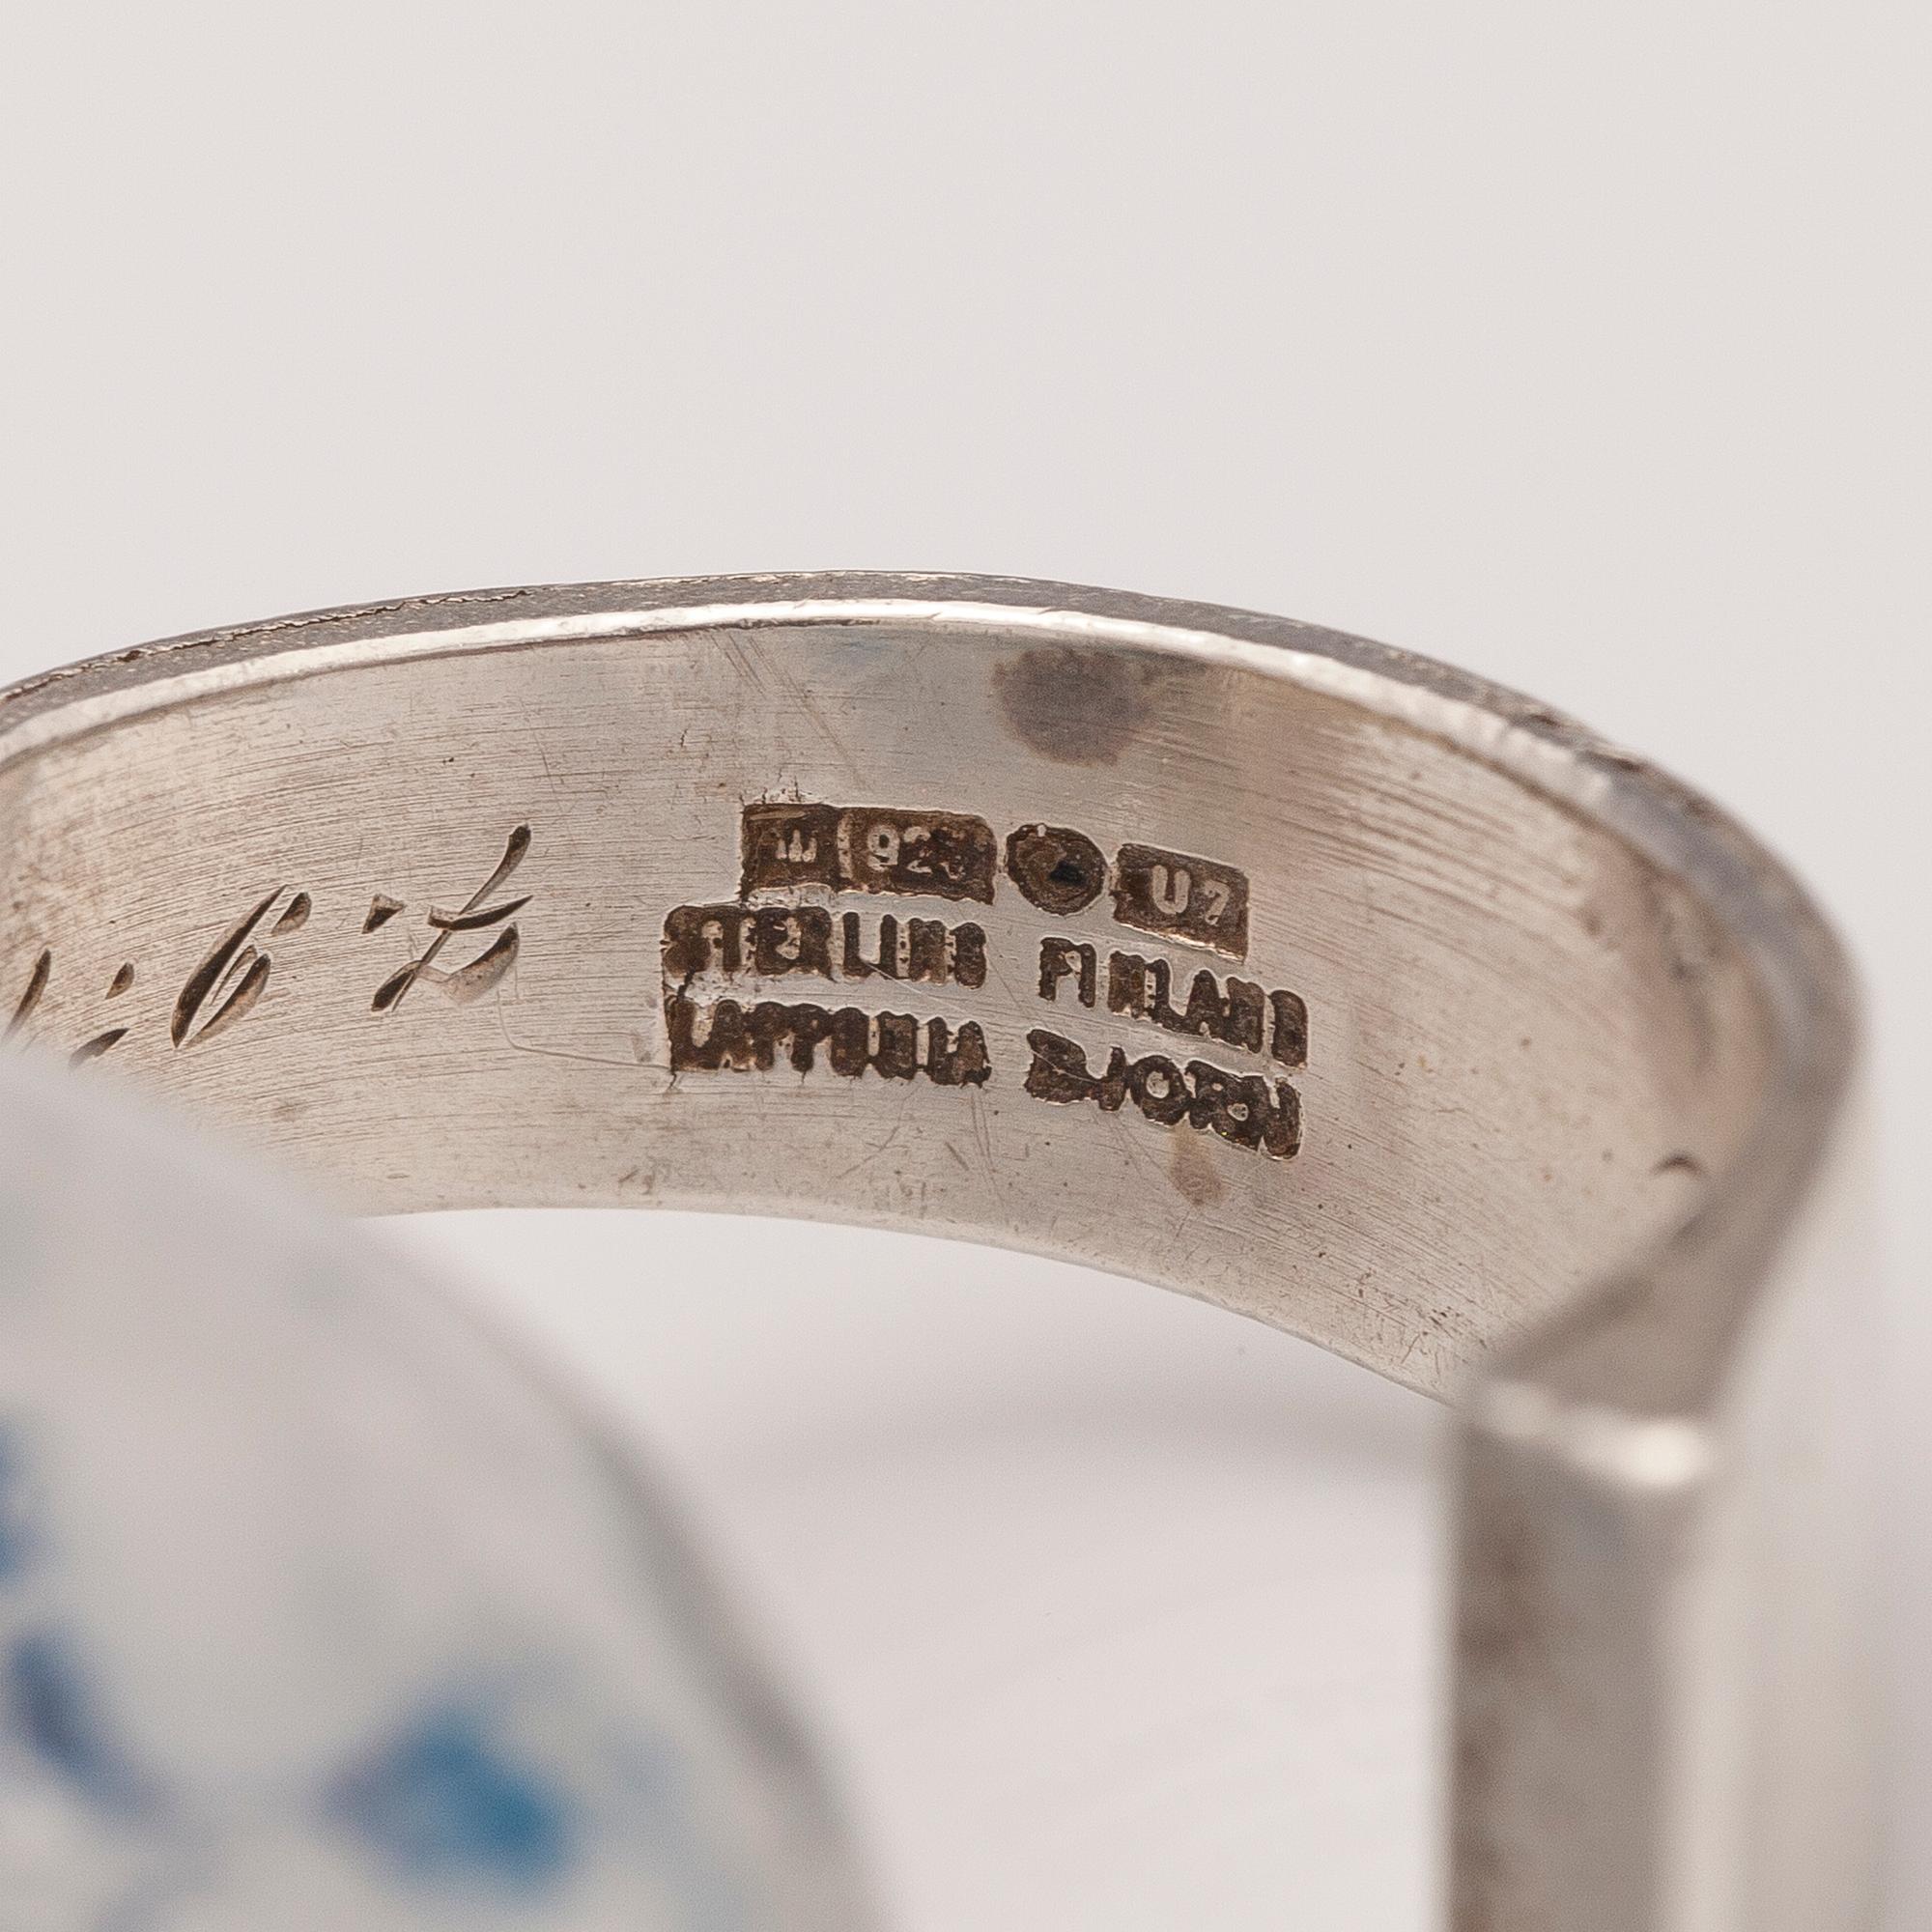 925 U7
STERLING FINLAND
LAPPONIA BJORN